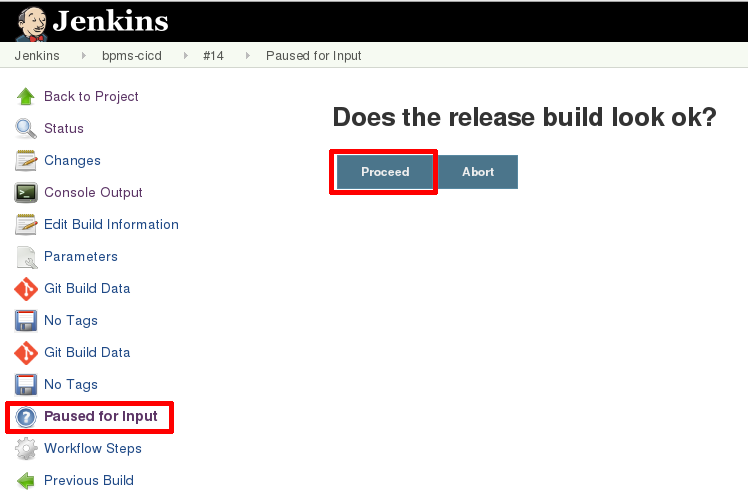 Jenkins
Jenkins bpms-cicd #14 Paused for Input
Back to Project
Status
Changes
Console Output
Edit Build Information
Parameters
Git Build Data
No Tags
Git Build Data
No Tags
Paused for Input
Workflow Steps
Previous Build
Does the release build look ok?
Proceed Abort